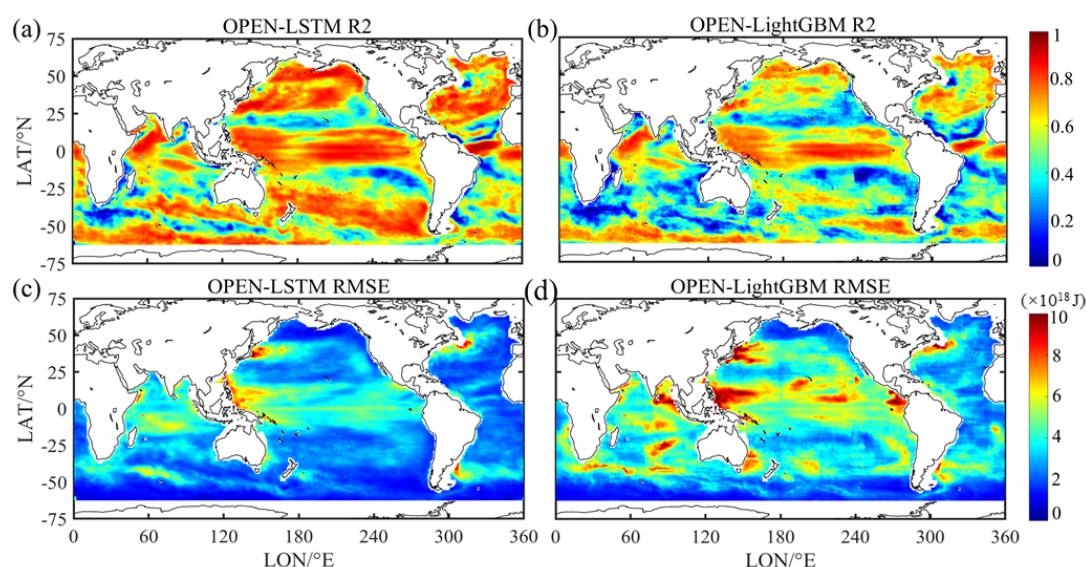 (a) OPEN-LSTM R2
(b) OPEN-LightGBM R2
75
50
25
0
-25
-50
-75
LAT/°N
1
0.8
0.6
0.4
0.2
0
(c) OPEN-LSTM RMSE
(d) OPEN-LightGBM RMSE
(×10¹⁸J)
75
50
25
0
-25
-50
-75
LAT/°N
10
8
6
4
2
0
0 60 120 180 240 300 360
LON/°E
0 60 120 180 240 300 360
LON/°E